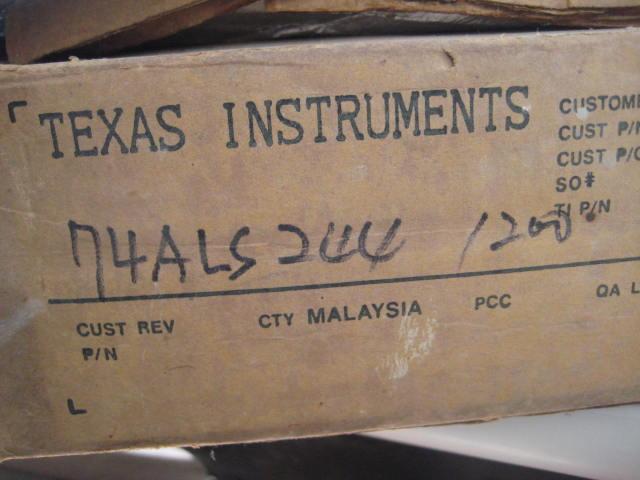 TEXAS INSTRUMENTS
CUSTOME
CUST P/N
CUST P/O
SO#
TI P/N
74ALS244 1200
CUST REV
CTY MALAYSIA
PCC
QA L
P/N